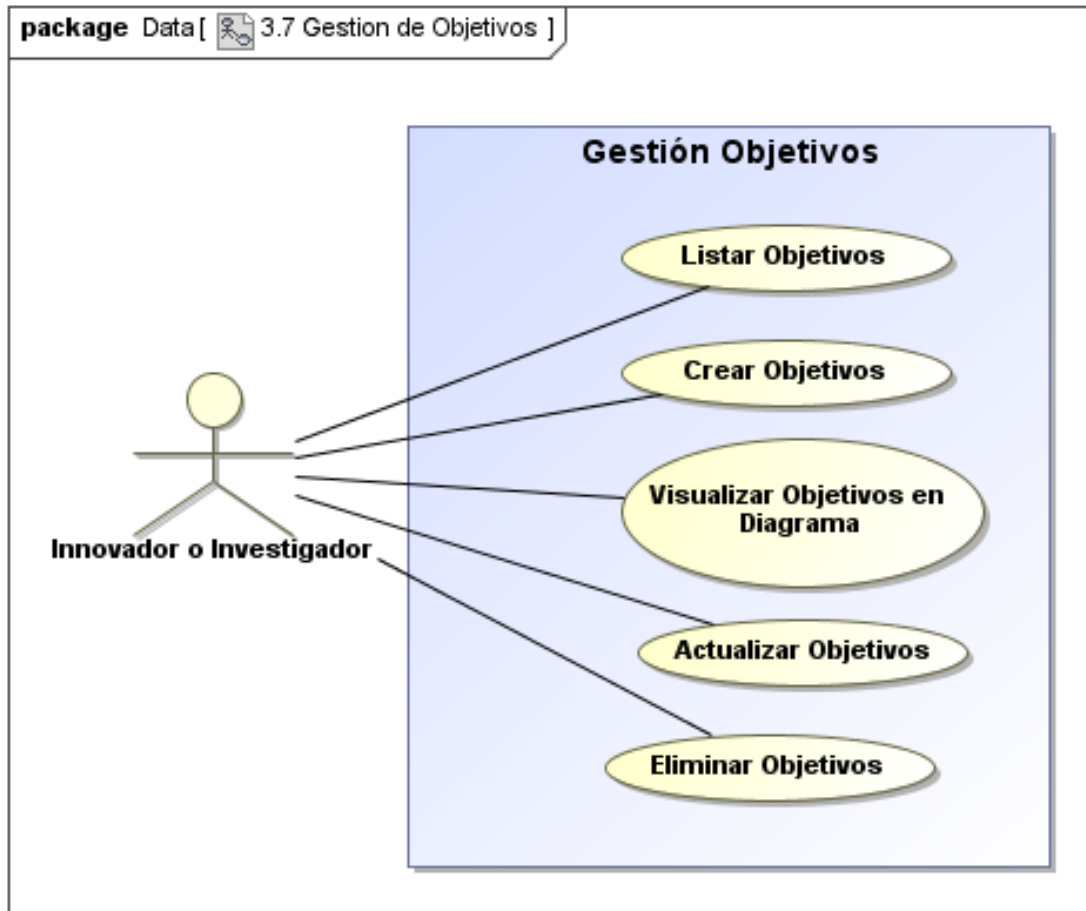 package Data [ 3.7 Gestion de Objetivos ]
Gestión Objetivos
Listar Objetivos
Crear Objetivos
Visualizar Objetivos en
Diagrama
Innovador o Investigador
Actualizar Objetivos
Eliminar Objetivos